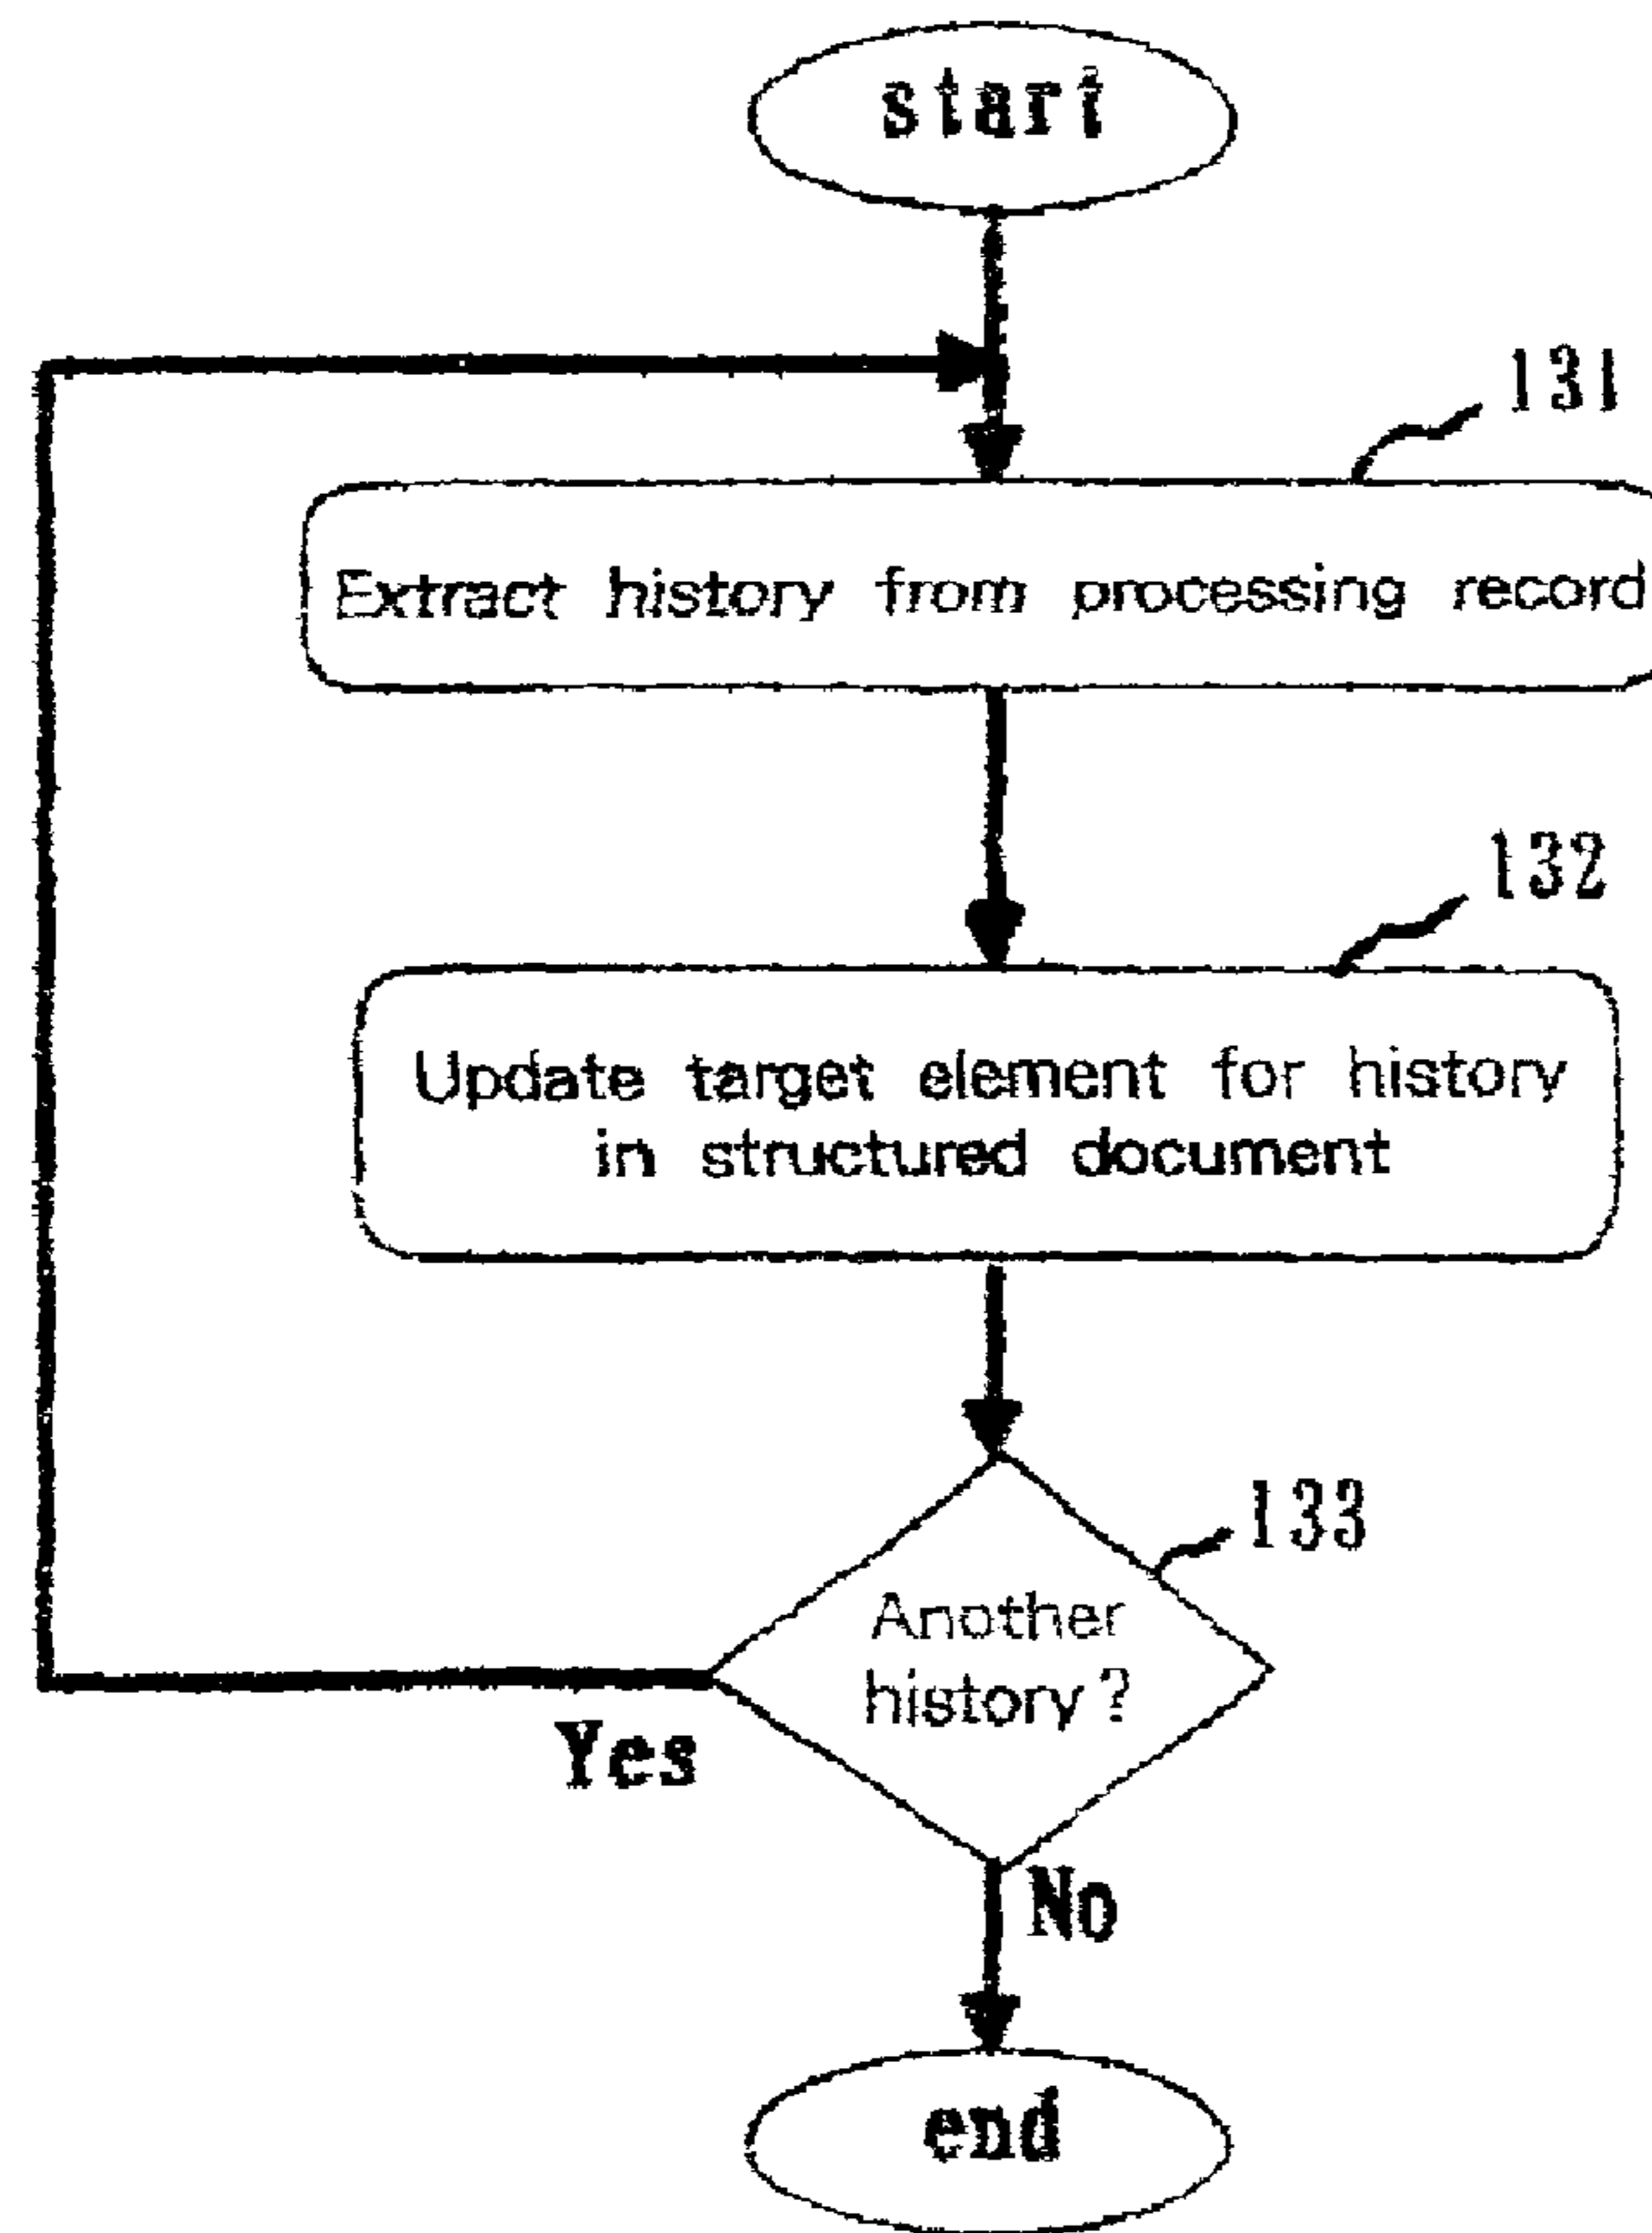 start
131
Extract history from processing record
132
Update target element for history
in structured document
133
Another
history?
Yes
No
end